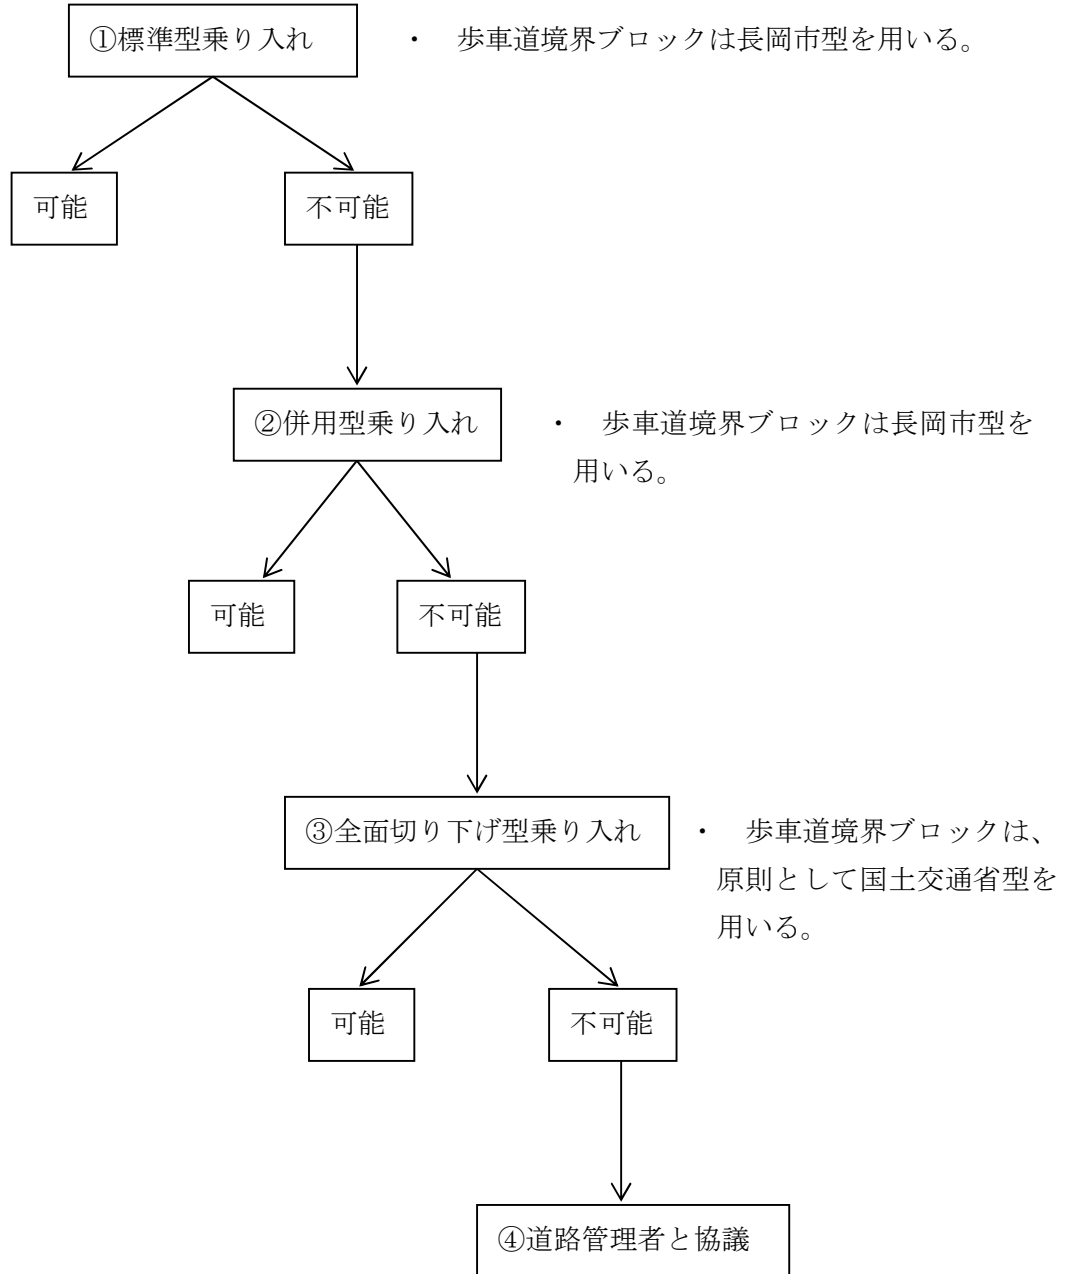 ①標準型乗り入れ
・　歩車道境界ブロックは長岡市型を用いる。
可能
不可能
②併用型乗り入れ
・　歩車道境界ブロックは長岡市型を
用いる。
可能
不可能
③全面切り下げ型乗り入れ
・　歩車道境界ブロックは、
原則として国土交通省型を
用いる。
可能
不可能
④道路管理者と協議